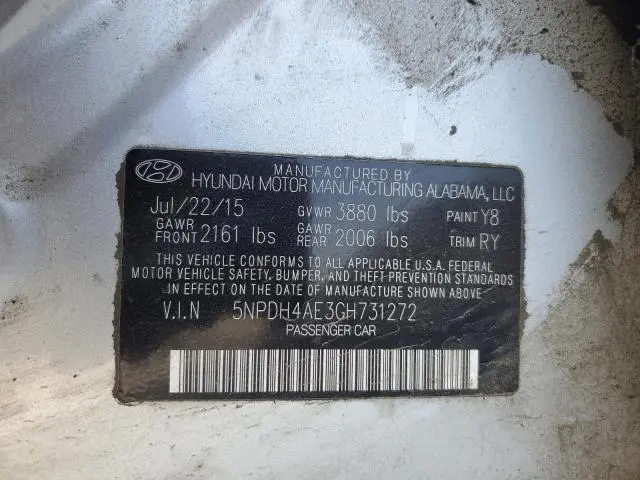 MANUFACTURED BY
HYUNDAI MOTOR MANUFACTURING ALABAMA, LLC
Jul/22/15 GVWR 3880 lbs PAINT Y8
GAWR FRONT 2161 lbs GAWR REAR 2006 lbs TRIM RY
THIS VEHICLE CONFORMS TO ALL APPLICABLE U.S.A. FEDERAL
MOTOR VEHICLE SAFETY, BUMPER, AND THEFT-PREVENTION STANDARDS
IN EFFECT ON THE DATE OF MANUFACTURE SHOWN ABOVE.
V.I.N 5NPDH4AE3GH731272
PASSENGER CAR